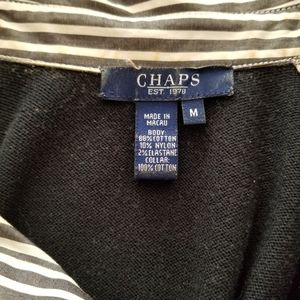 CHAPS
EST. 1978
M
MADE IN
MACAU
BODY:
88%COTTON
10% NYLON
2%ELASTANE
COLLAR:
100%COTTON